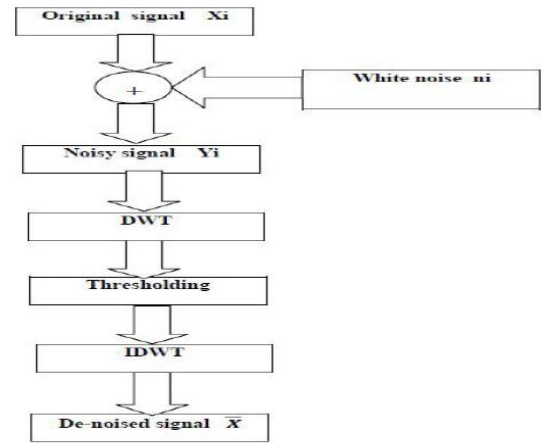 Original signal Xi
+
White noise ni
Noisy signal Yi
DWT
Thresholding
IDWT
De-noised signal X̅